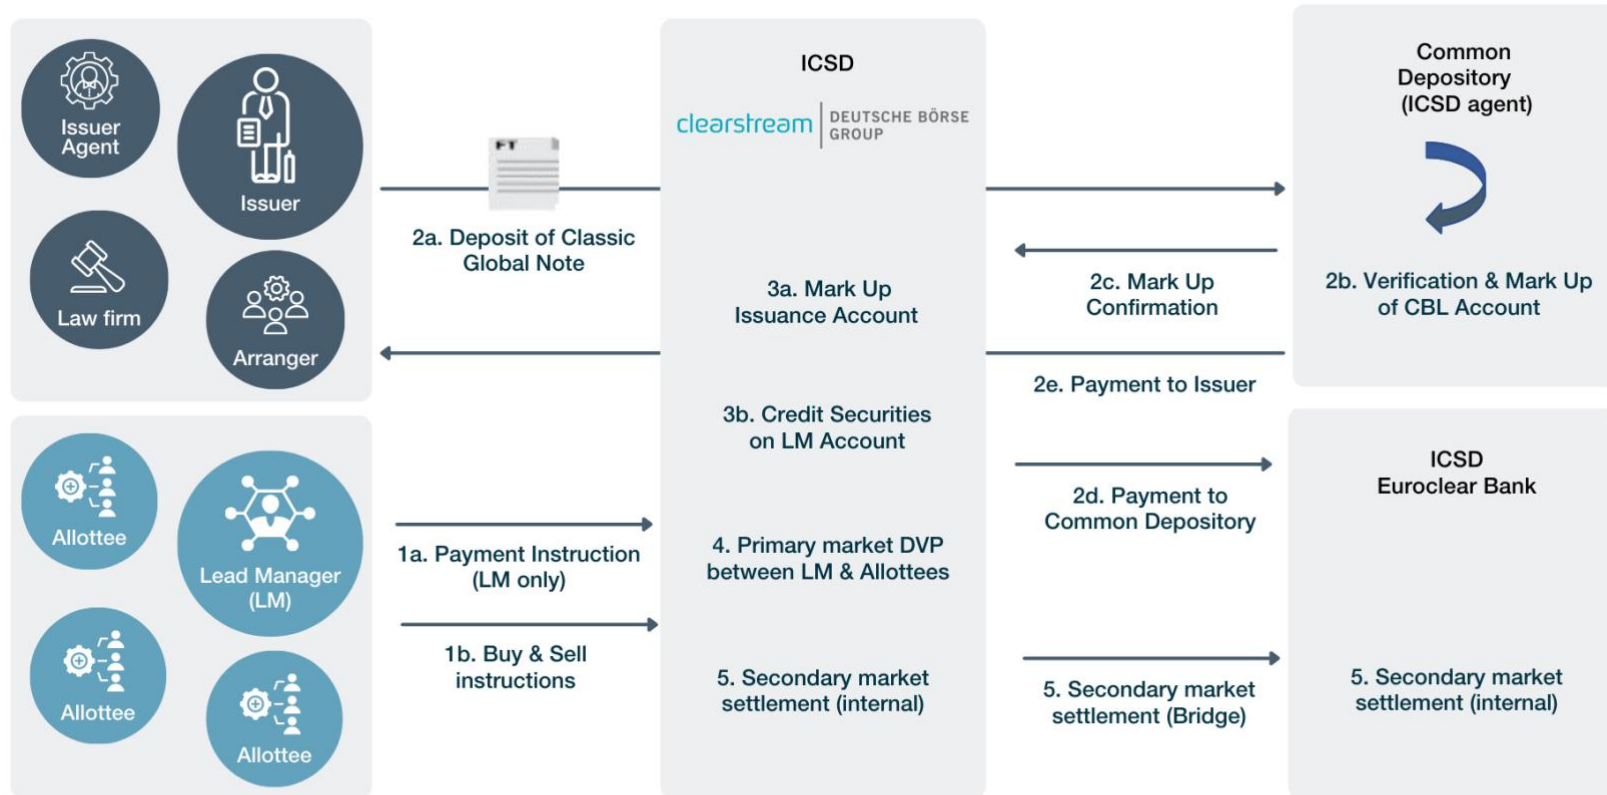 Issuer
Agent
Issuer
Law firm
Arranger
Allottee
Lead Manager
(LM)
Allottee
Allottee
FT
2a. Deposit of Classic
Global Note
1a. Payment Instruction
(LM only)
1b. Buy & Sell
instructions
ICSD
clearstream
DEUTSCHE BÖRSE
GROUP
3a. Mark Up
Issuance Account
3b. Credit Securities
on LM Account
4. Primary market DVP
between LM & Allottees
5. Secondary market
settlement (internal)
2c. Mark Up
Confirmation
2e. Payment to Issuer
2d. Payment to
Common Depository
5. Secondary market
settlement (Bridge)
Common
Depository
(ICSD agent)
2b. Verification & Mark Up
of CBL Account
ICSD
Euroclear Bank
5. Secondary market
settlement (internal)